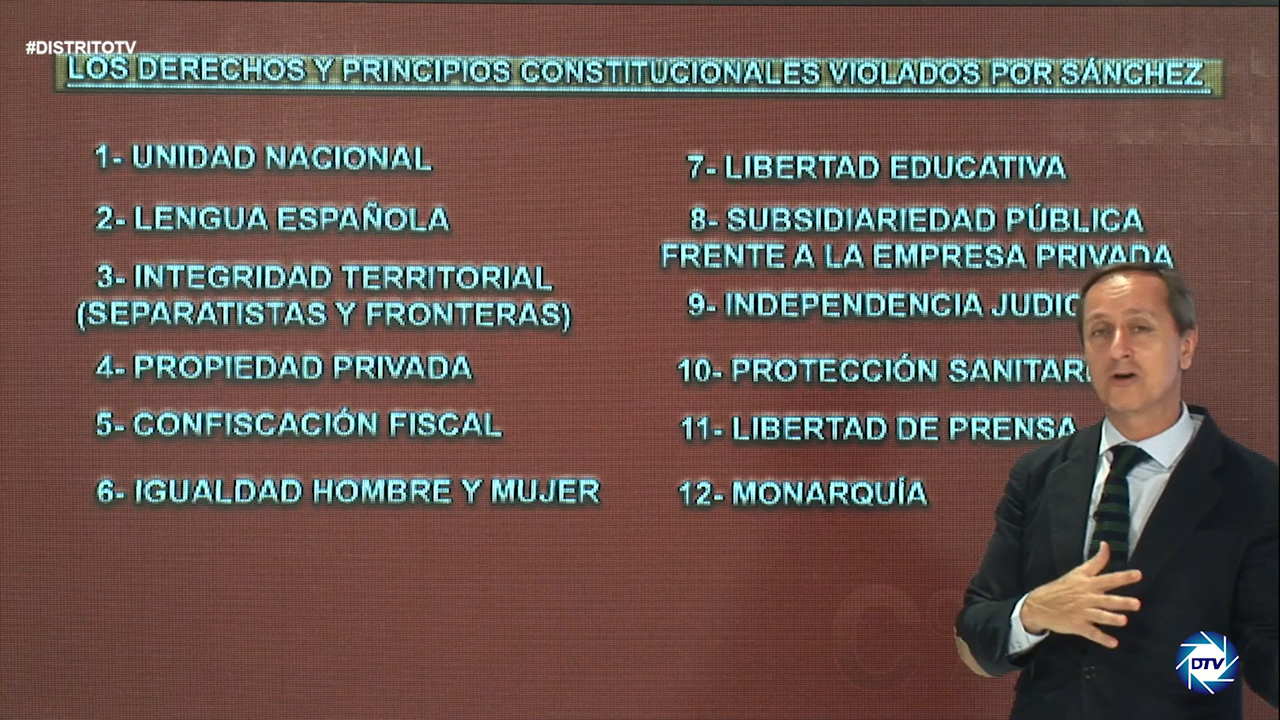 #DISTRITOTV
LOS DERECHOS Y PRINCIPIOS CONSTITUCIONALES VIOLADOS POR SÁNCHEZ
1- UNIDAD NACIONAL
2- LENGUA ESPAÑOLA
3- INTEGRIDAD TERRITORIAL
(SEPARATISTAS Y FRONTERAS)
4- PROPIEDAD PRIVADA
5- CONFISCACIÓN FISCAL
6- IGUALDAD HOMBRE Y MUJER
7- LIBERTAD EDUCATIVA
8- SUBSIDIARIEDAD PÚBLICA
FRENTE A LA EMPRESA PRIVADA
9- INDEPENDENCIA
10- PROTECCIÓN
11- LIBERTAD DE PRENSA
12- MONARQUÍA
DTV